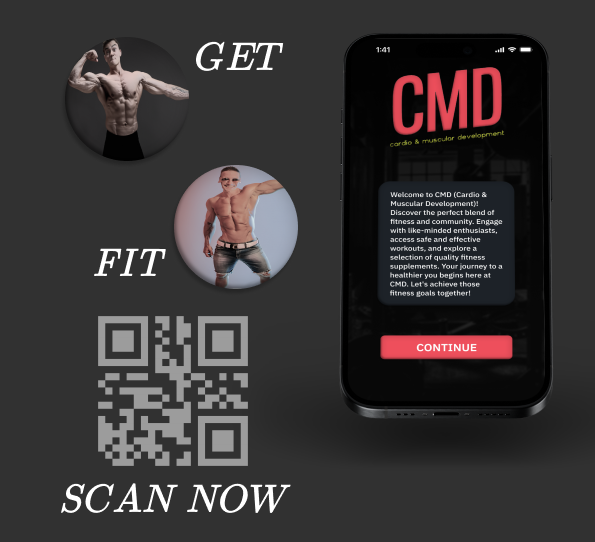 GET
FIT
SCAN NOW
1:41
CMD
cardio & muscular development
Welcome to CMD (Cardio &
Muscular Development)!
Discover the perfect blend of
fitness and community. Engage
with like-minded enthusiasts,
access safe and effective
workouts, and explore a
selection of quality fitness
supplements. Your journey to a
healthier you begins here at
CMD. Let's achieve those
fitness goals together!
CONTINUE